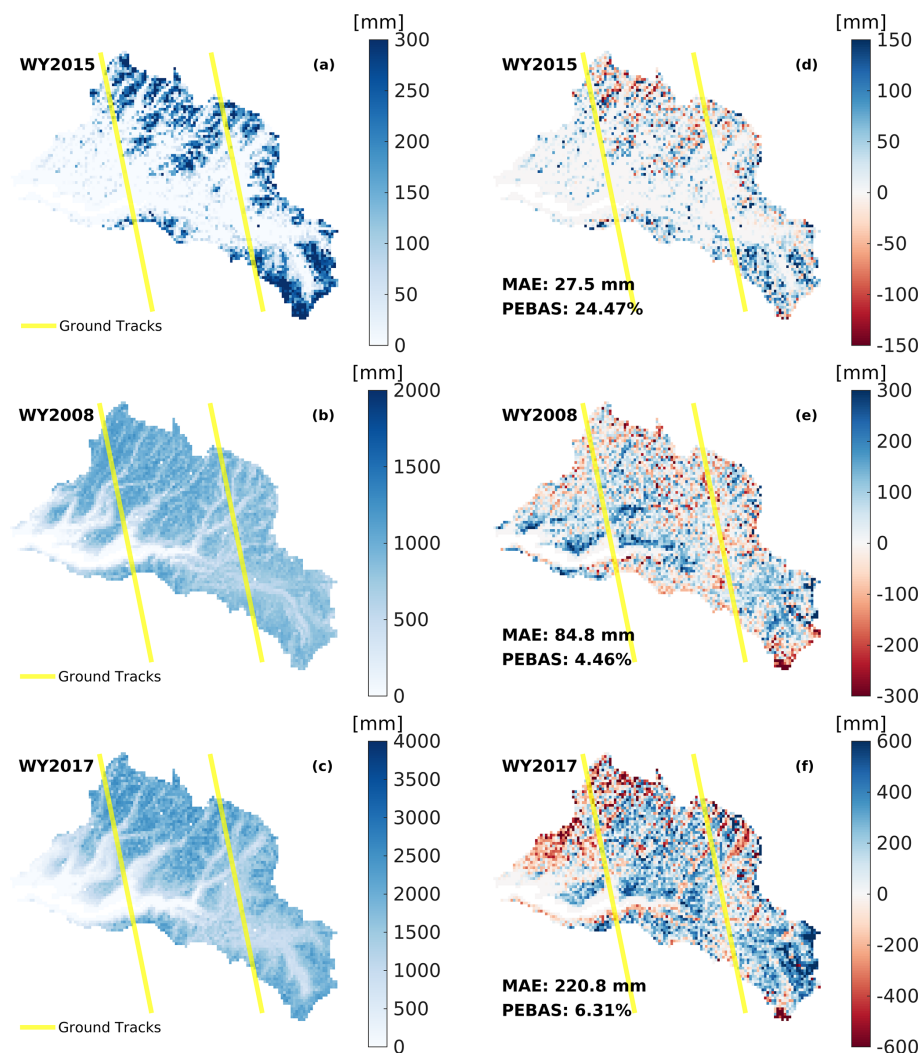 [mm] [mm]
WY2015 (a) 300 WY2015 (d) 150
250 100
200 50
150 0
100 -50
50 MAE: 27.5 mm -100
Ground Tracks 0 PEBAS: 24.47% -150
[mm] [mm]
WY2008 (b) 2000 WY2008 (e) 300
1500 200
100
1000 0
-100
500 MAE: 84.8 mm -200
Ground Tracks 0 PEBAS: 4.46% -300
[mm] [mm]
WY2017 (c) 4000 WY2017 (f) 600
3500 400
3000
2500 200
2000 0
1500 -200
1000
500 MAE: 220.8 mm -400
Ground Tracks 0 PEBAS: 6.31% -600